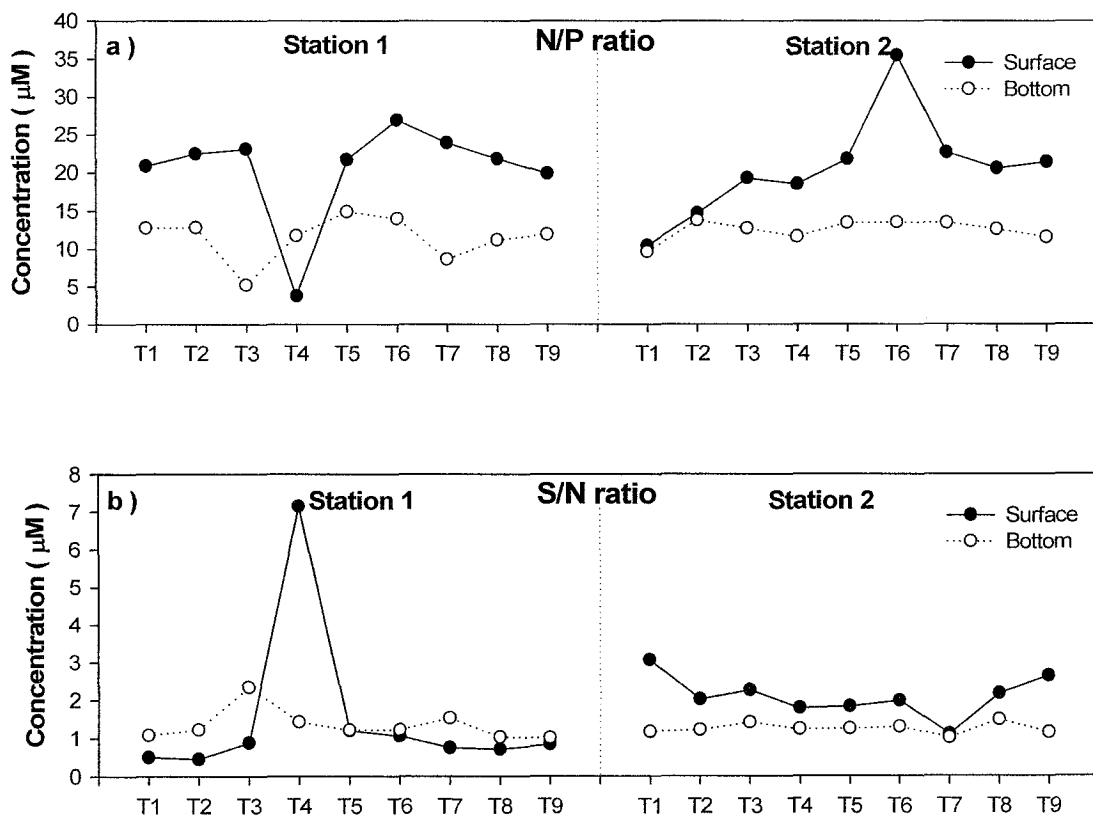 a ) Station 1 N/P ratio Station 2
Surface
Bottom
Concentration ( μM )
40
35
30
25
20
15
10
5
0
T1 T2 T3 T4 T5 T6 T7 T8 T9 T1 T2 T3 T4 T5 T6 T7 T8 T9
b ) Station 1 S/N ratio Station 2
Surface
Bottom
Concentration ( μM )
8
7
6
5
4
3
2
1
0
T1 T2 T3 T4 T5 T6 T7 T8 T9 T1 T2 T3 T4 T5 T6 T7 T8 T9